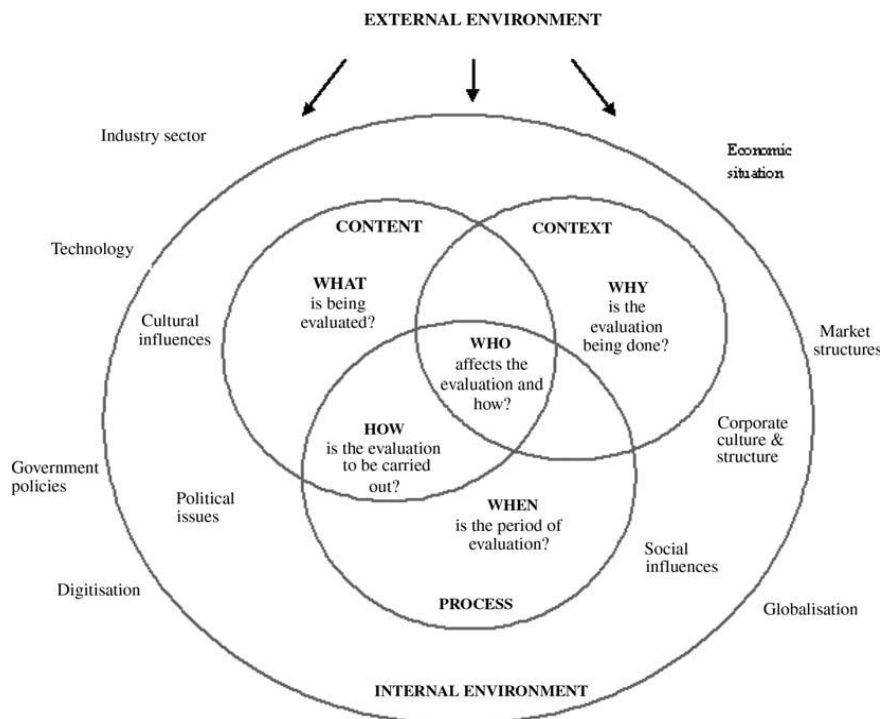 EXTERNAL ENVIRONMENT
Industry sector
Economic
situation
CONTENT
CONTEXT
Technology
WHAT
is being
evaluated?
WHY
is the
evaluation
being done?
Cultural
influences
Market
structures
WHO
affects the
evaluation and
how?
HOW
is the evaluation
to be carried
out?
Corporate
culture &
structure
Government
policies
Political
issues
WHEN
is the period of
evaluation?
Social
influences
Digitisation
PROCESS
Globalisation
INTERNAL ENVIRONMENT